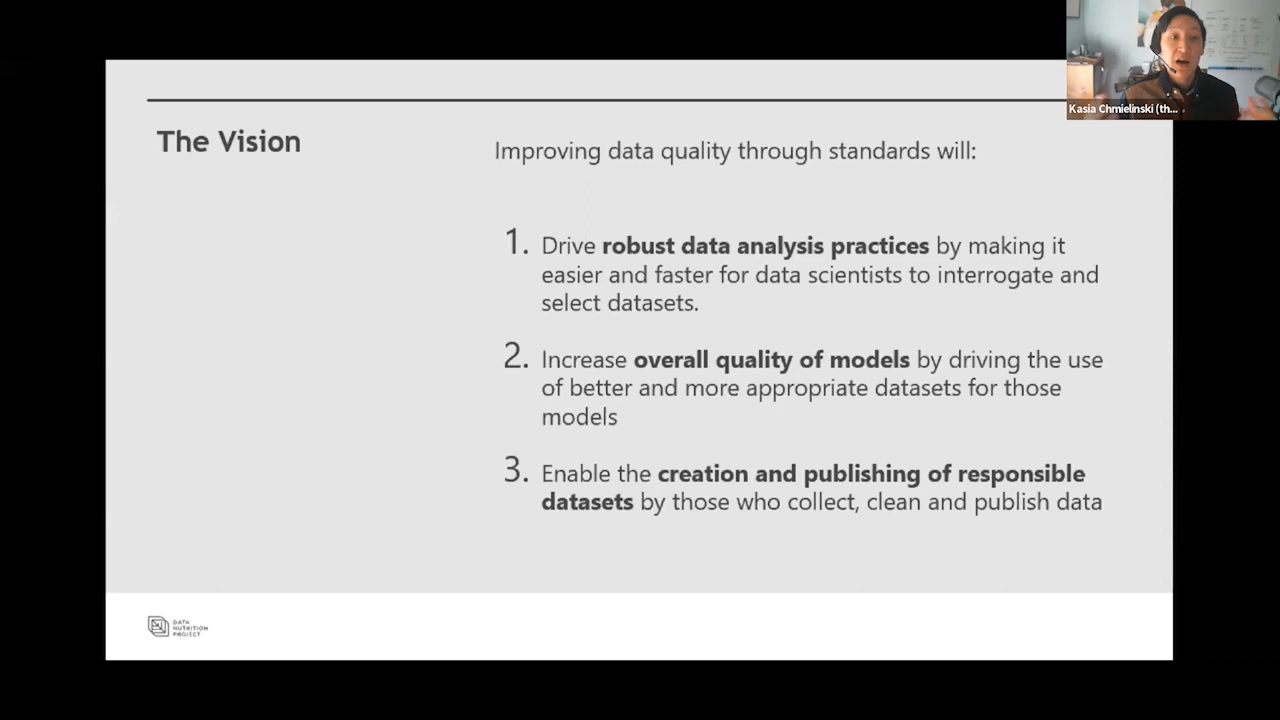 Kasia Chmielinski (th...
The Vision
Improving data quality through standards will:
1. Drive robust data analysis practices by making it
easier and faster for data scientists to interrogate and
select datasets.
2. Increase overall quality of models by driving the use
of better and more appropriate datasets for those
models
3. Enable the creation and publishing of responsible
datasets by those who collect, clean and publish data
DATA
NUTRITION
PROJECT